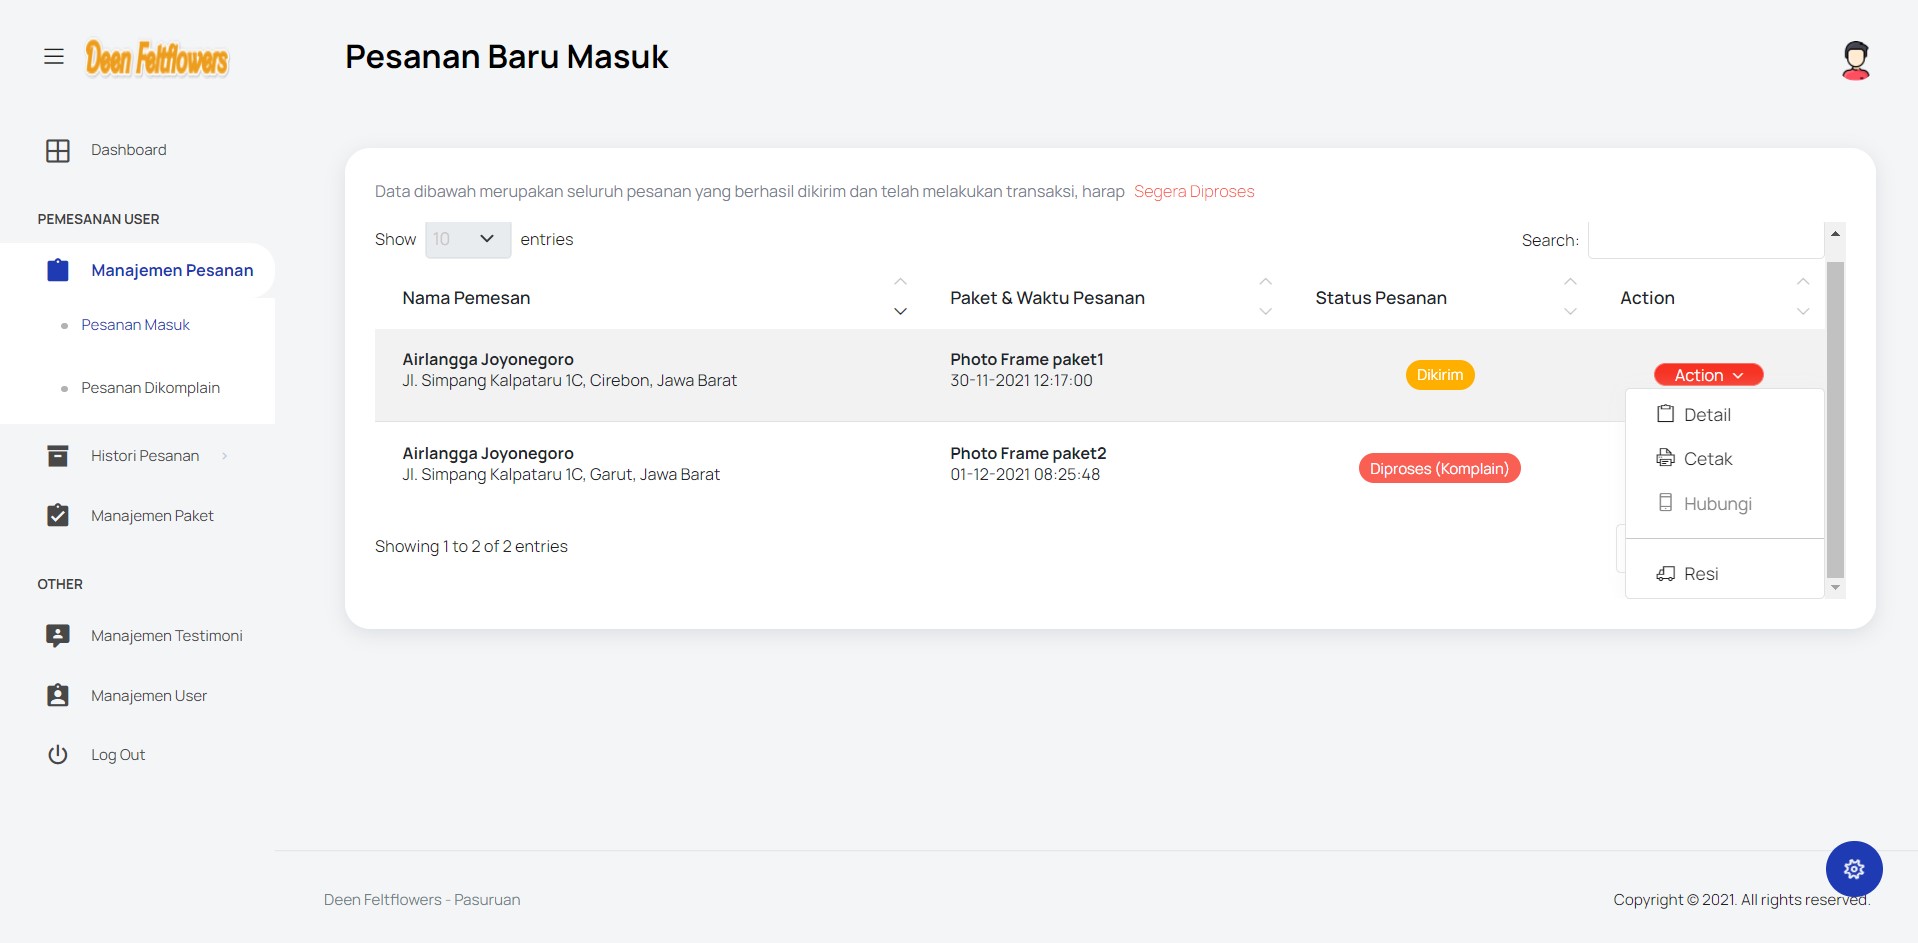 Deen Feltflowers
Pesanan Baru Masuk
Dashboard
PEMESANAN USER
Manajemen Pesanan
Pesanan Masuk
Pesanan Dikomplain
Histori Pesanan
Manajemen Paket
OTHER
Manajemen Testimoni
Manajemen User
Log Out
Data dibawah merupakan seluruh pesanan yang berhasil dikirim dan telah melakukan transaksi, harap Segera Diproses
Show 10 entries
Search:
Nama Pemesan Paket & Waktu Pesanan Status Pesanan Action
Airlangga Joyonegoro Photo Frame paket1
Jl. Simpang Kalpataru 1C, Cirebon, Jawa Barat 30-11-2021 12:17:00 Dikirim Action
Airlangga Joyonegoro Photo Frame paket2
Jl. Simpang Kalpataru 1C, Garut, Jawa Barat 01-12-2021 08:25:48 Diproses (Komplain)
Detail
Cetak
Hubungi
Resi
Showing 1 to 2 of 2 entries
Deen Feltflowers - Pasuruan
Copyright © 2021. All rights reserved.